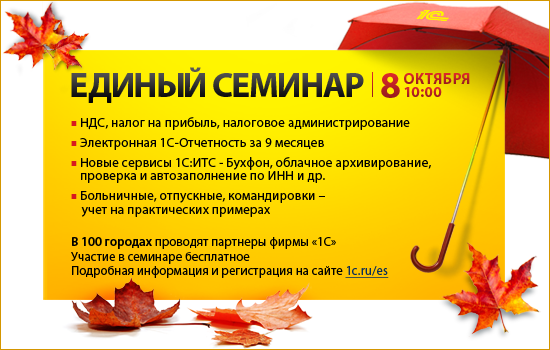 1С
ЕДИНЫЙ СЕМИНАР 8 ОКТЯБРЯ
10:00
НДС, налог на прибыль, налоговое администрирование
Электронная 1С-Отчетность за 9 месяцев
Новые сервисы 1С:ИТС - Бухфон, облачное архивирование,
проверка и автозаполнение по ИНН и др.
Больничные, отпускные, командировки –
учет на практических примерах
В 100 городах проводят партнеры фирмы «1С»
Участие в семинаре бесплатное
Подробная информация и регистрация на сайте 1c.ru/es